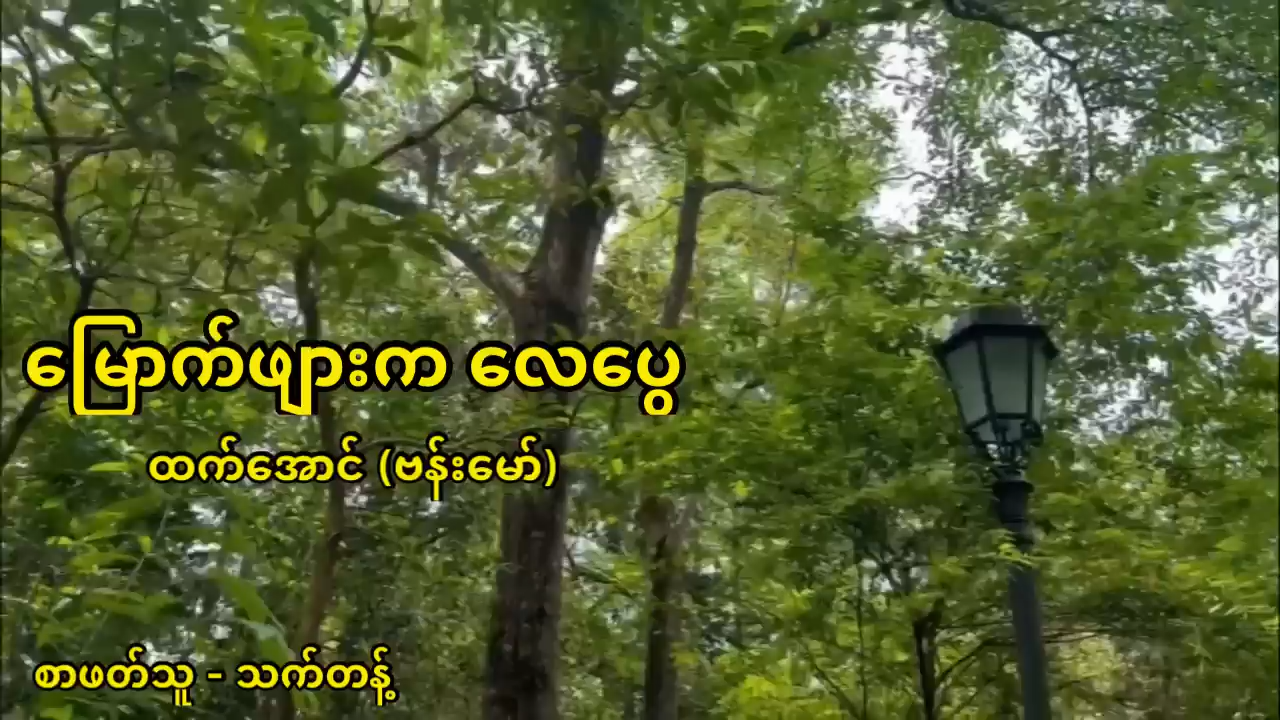 မြောက်ဖျားက လေပွေ
ထက်အောင် (ဗန်းမော်)
စာဖတ်သူ - သက်တန့်